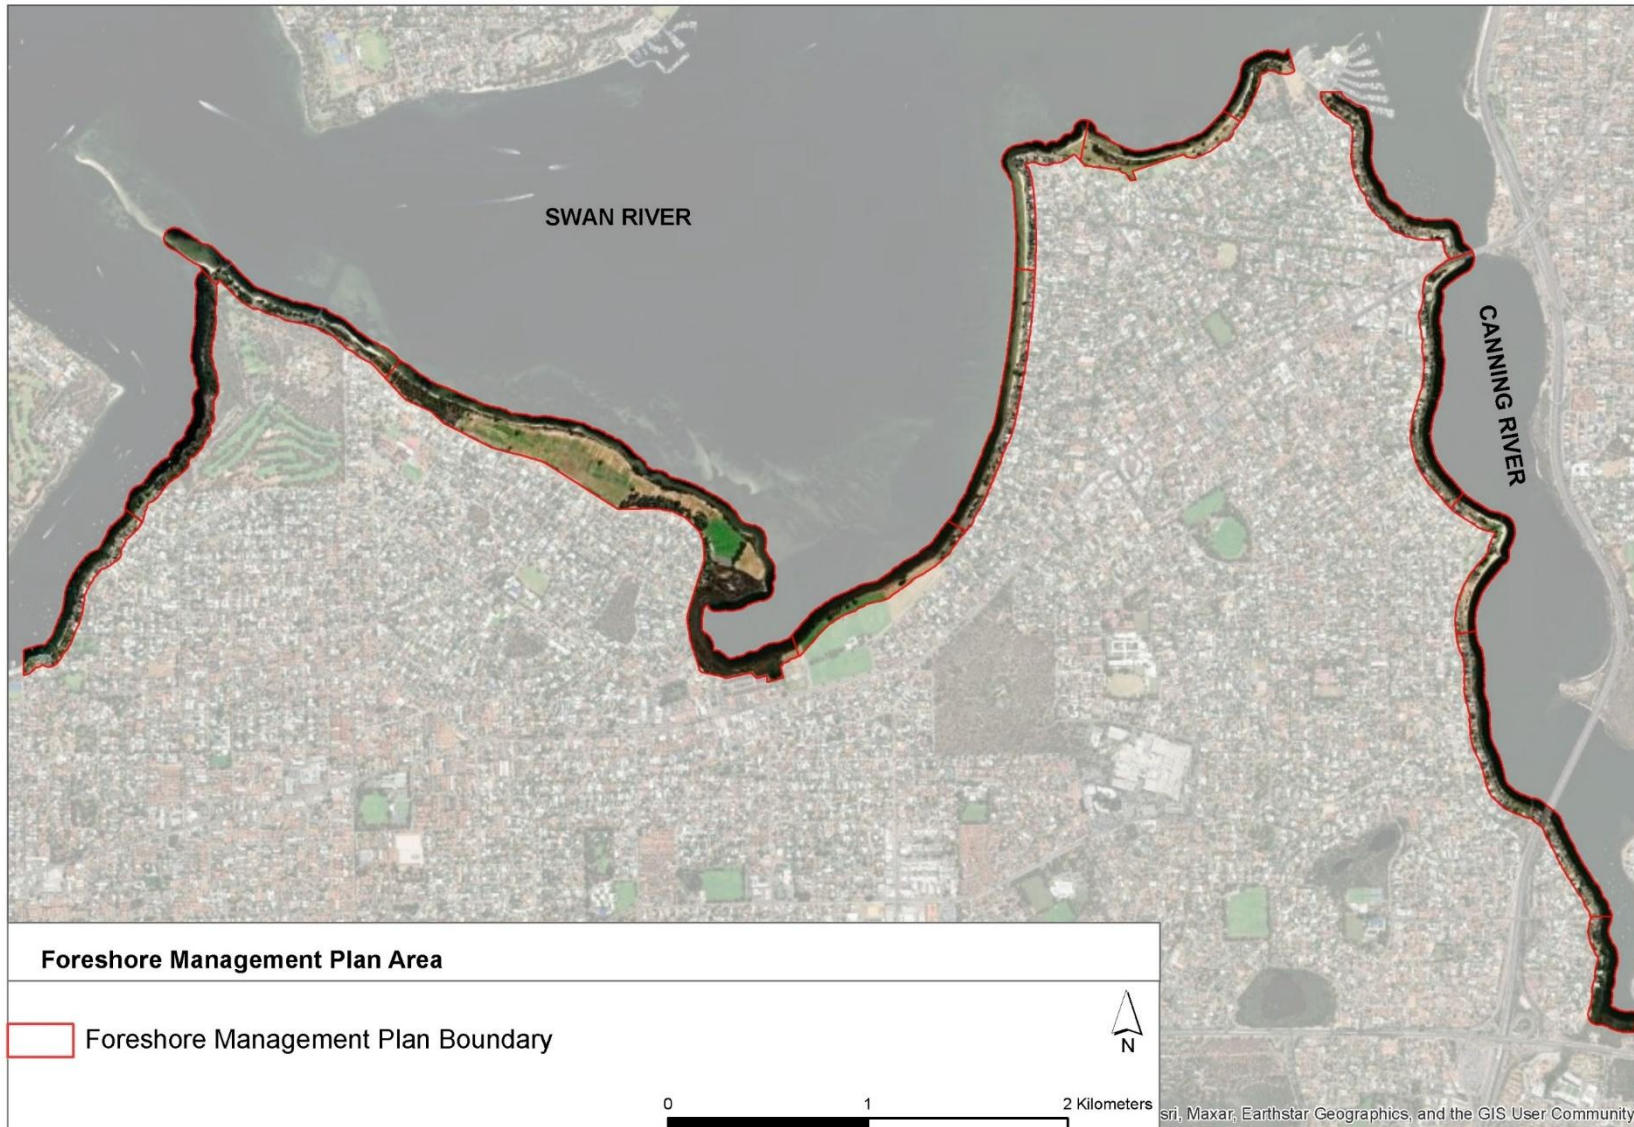 SWAN RIVER
CANNING RIVER
Foreshore Management Plan Area
Foreshore Management Plan Boundary
N
0 1 2 Kilometers
sri, Maxar, Earthstar Geographics, and the GIS User Community